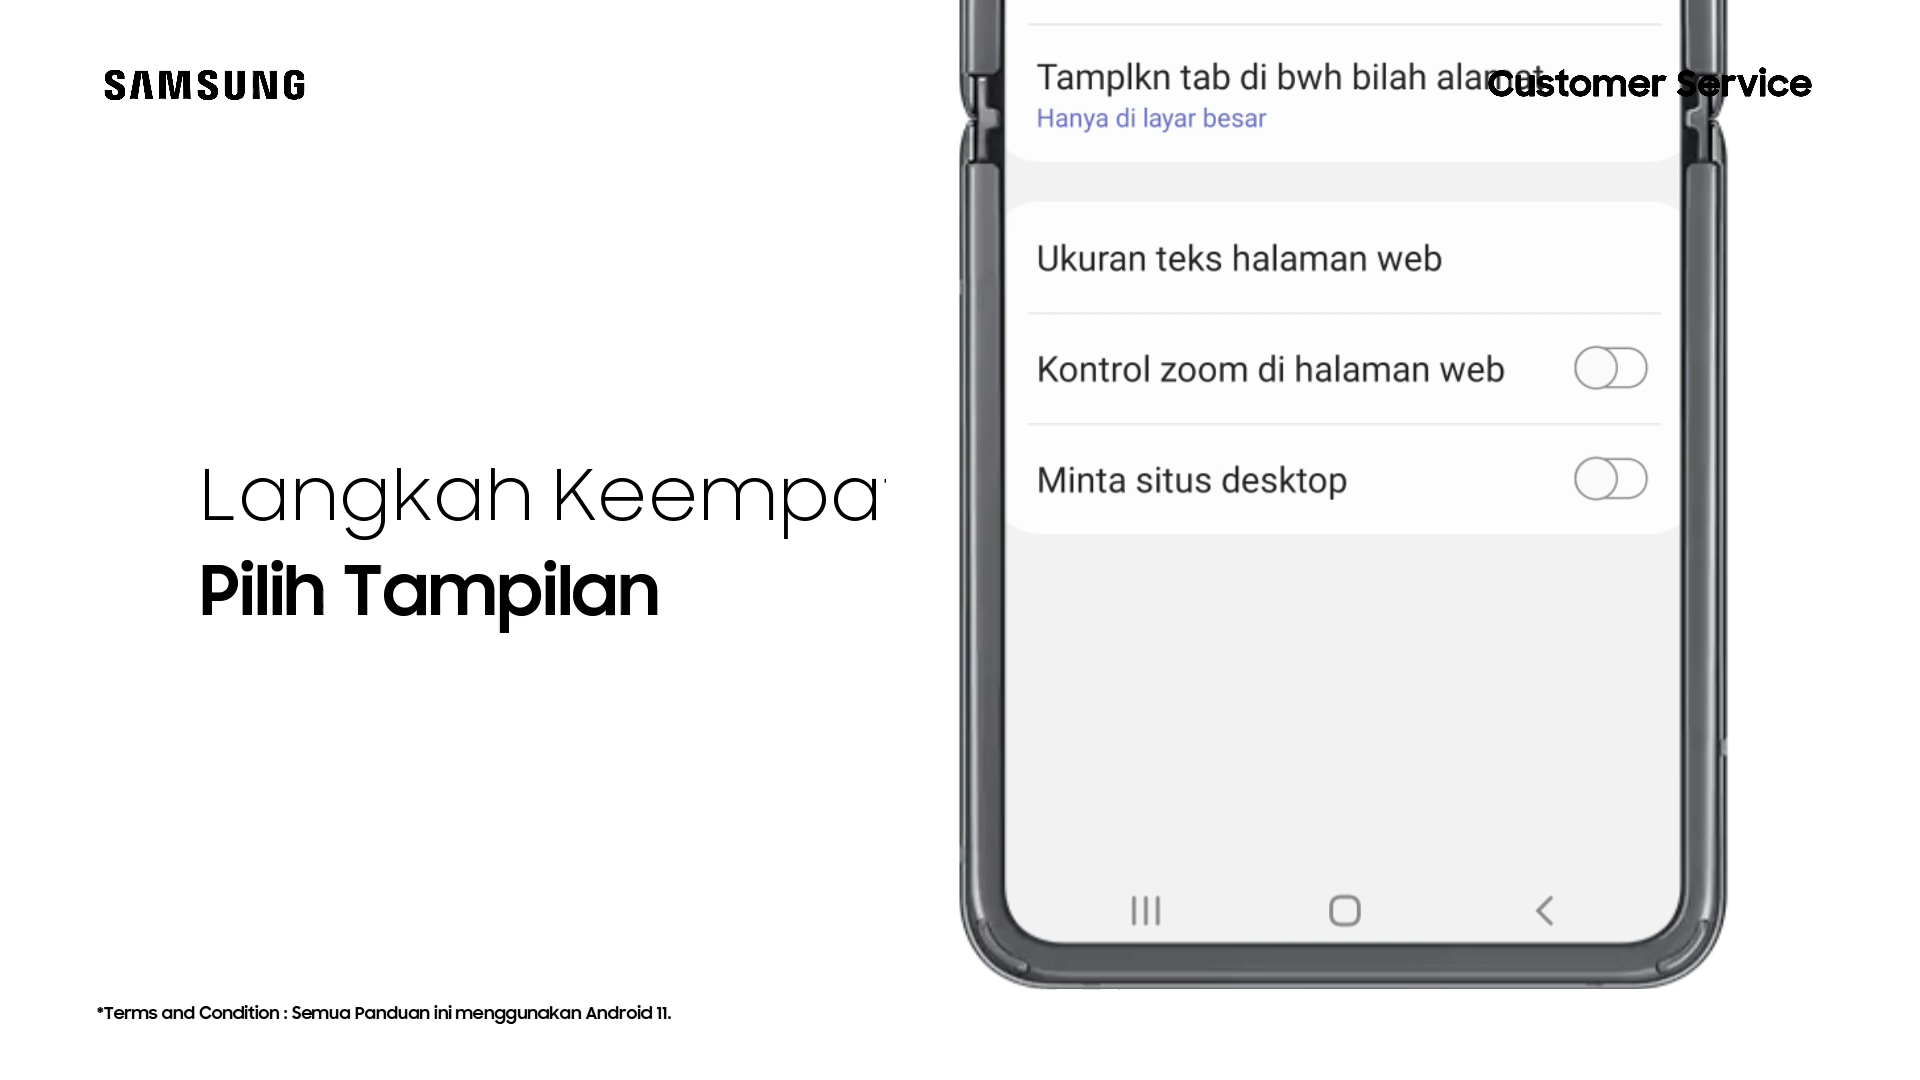 SAMSUNG
Customer Service
Tamplkn tab di bwh bilah alamat
Hanya di layar besar
Ukuran teks halaman web
Kontrol zoom di halaman web
Minta situs desktop
Langkah Keempat
Pilih Tampilan
*Terms and Condition : Semua Panduan ini menggunakan Android 11.